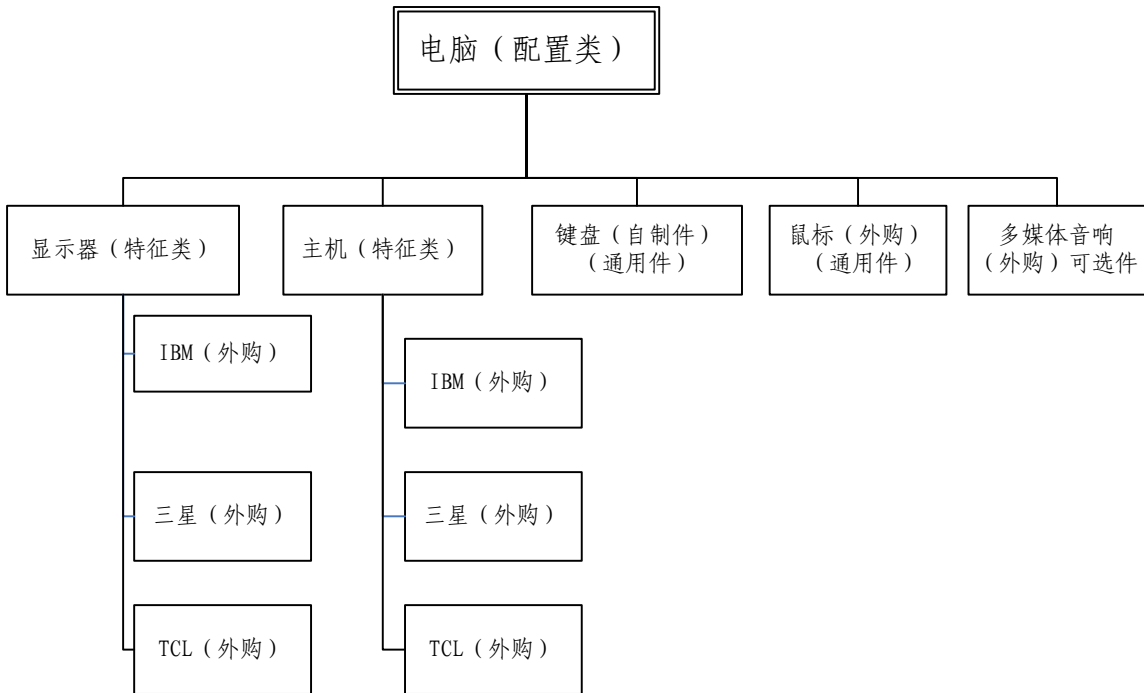 电脑（配置类）
显示器（特征类）
主机（特征类）
键盘（自制件）
（通用件）
鼠标（外购）
（通用件）
多媒体音响
（外购）可选件
IBM（外购）
三星（外购）
TCL（外购）
IBM（外购）
三星（外购）
TCL（外购）